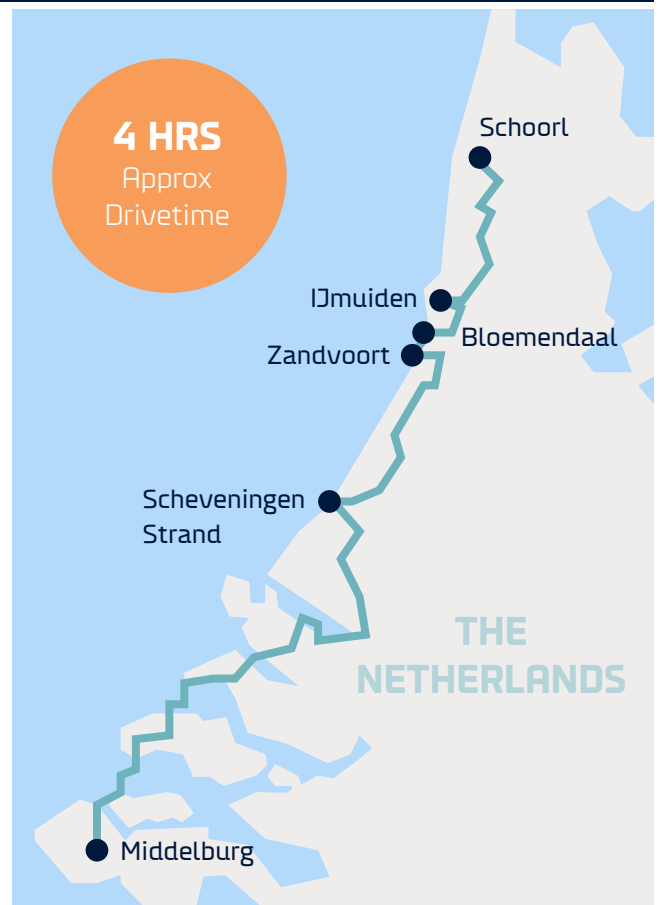 4 HRS
Approx
Drivetime
Schoorl
IJmuiden
Bloemendaal
Zandvoort
Scheveningen
Strand
THE
NETHERLANDS
Middelburg